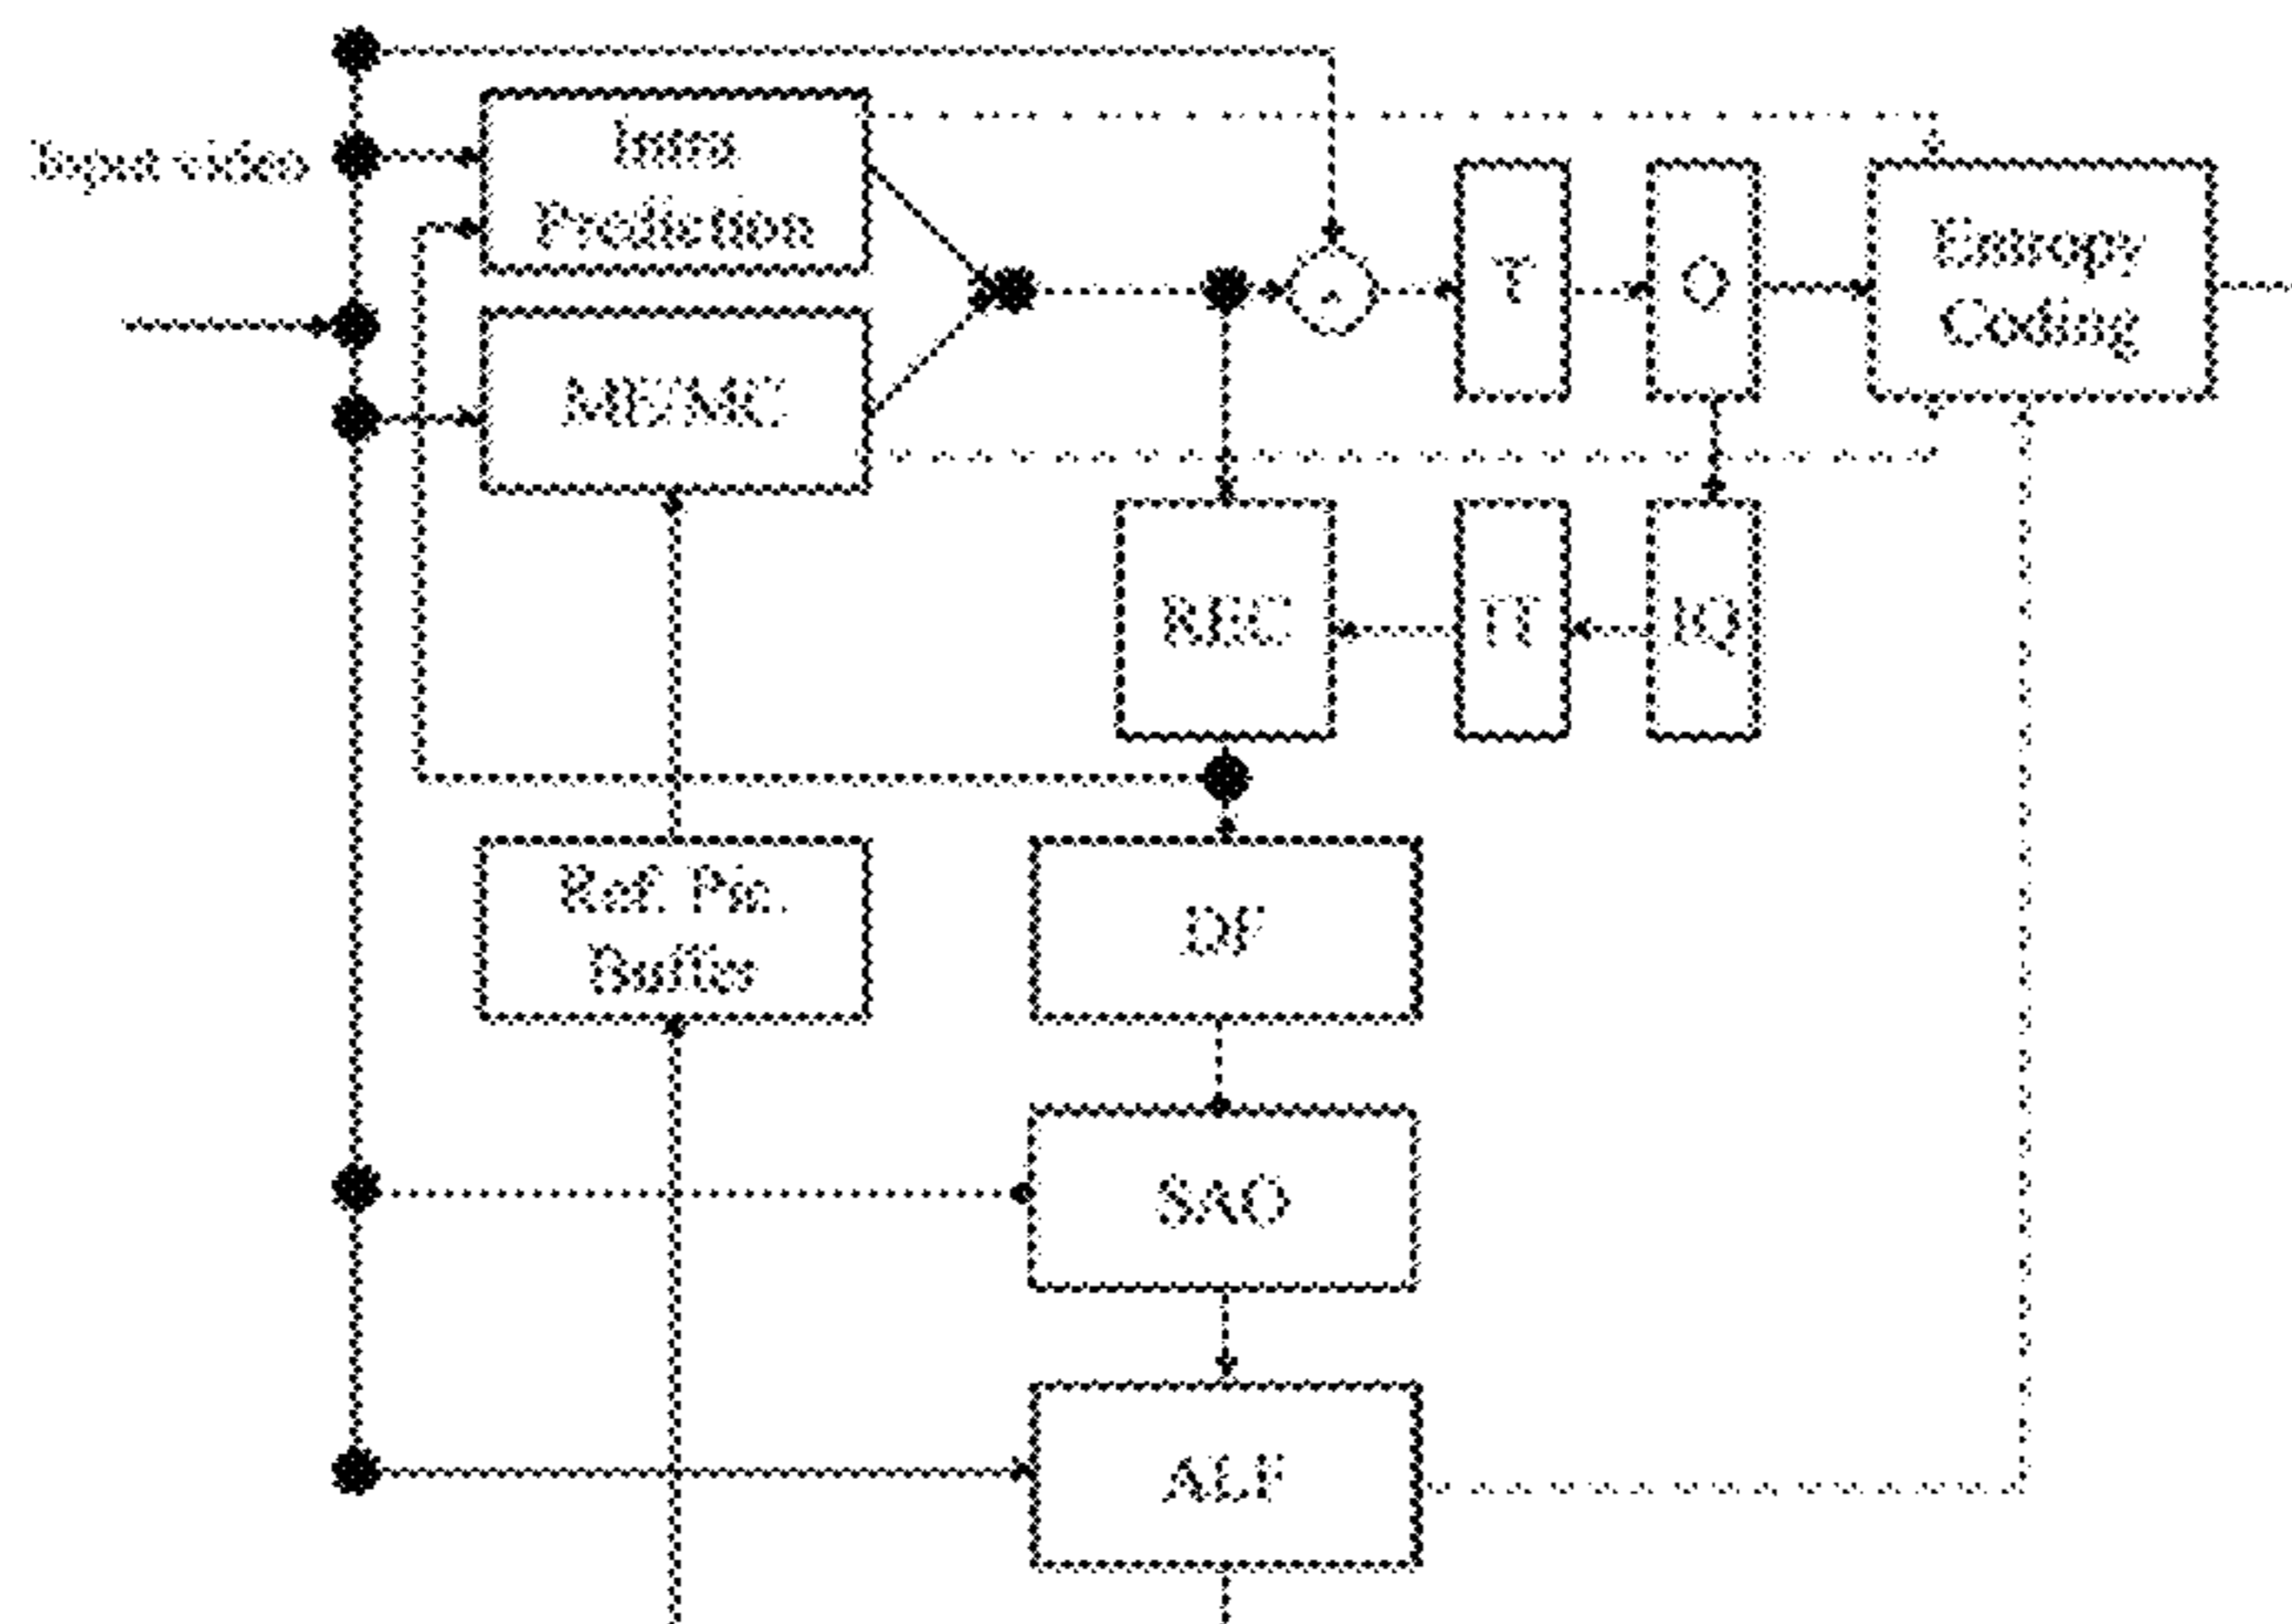 Input video
Intra
Prediction
T
Q
Entropy
Coding
ME/MC
REC
IT
IQ
Ref. Pic.
Buffer
DF
SAO
ALF